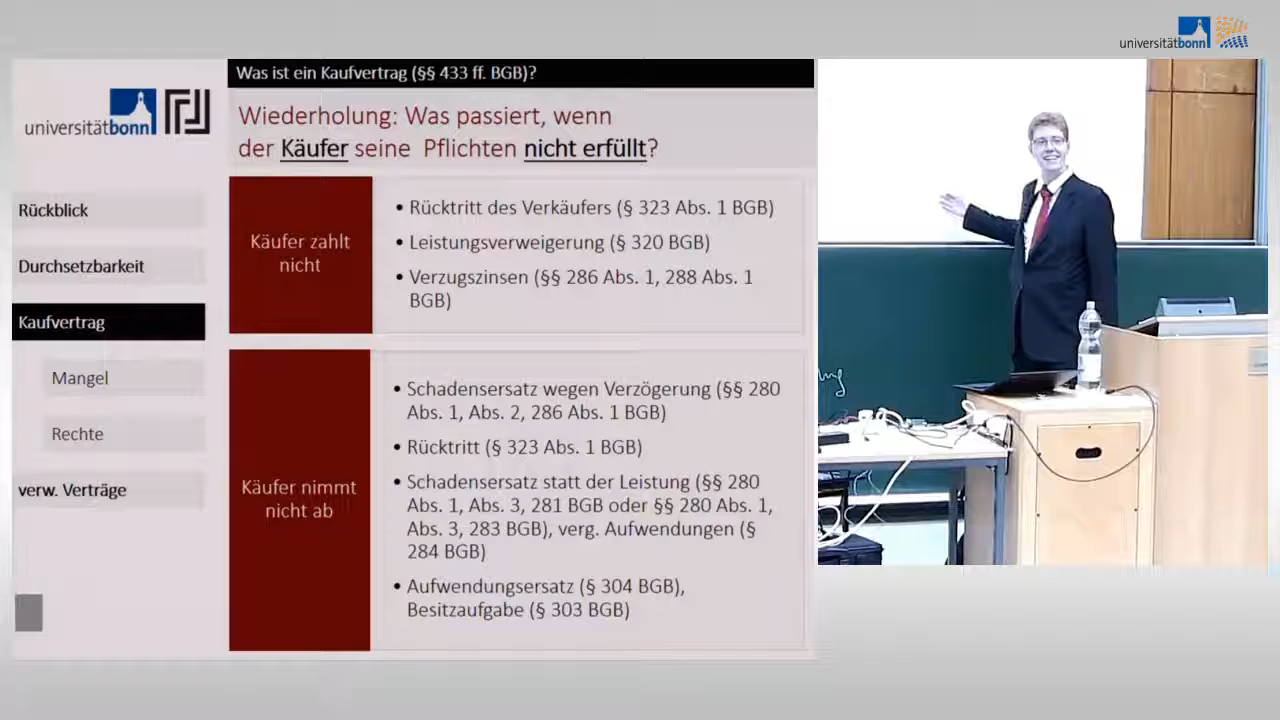 universitätbonn
Was ist ein Kaufvertrag (§§ 433 ff. BGB)?
universitätbonn
Wiederholung: Was passiert, wenn
der Käufer seine Pflichten nicht erfüllt?
Rückblick
Durchsetzbarkeit
Kaufvertrag
Mangel
Rechte
verw. Verträge
Käufer zahlt
nicht
• Rücktritt des Verkäufers (§ 323 Abs. 1 BGB)
• Leistungsverweigerung (§ 320 BGB)
• Verzugszinsen (§§ 286 Abs. 1, 288 Abs. 1
BGB)
Käufer nimmt
nicht ab
• Schadensersatz wegen Verzögerung (§§ 280
Abs. 1, Abs. 2, 286 Abs. 1 BGB)
• Rücktritt (§ 323 Abs. 1 BGB)
• Schadensersatz statt der Leistung (§§ 280
Abs. 1, Abs. 3, 281 BGB oder §§ 280 Abs. 1,
Abs. 3, 283 BGB), verg. Aufwendungen (§
284 BGB)
• Aufwendungsersatz (§ 304 BGB),
Besitzaufgabe (§ 303 BGB)